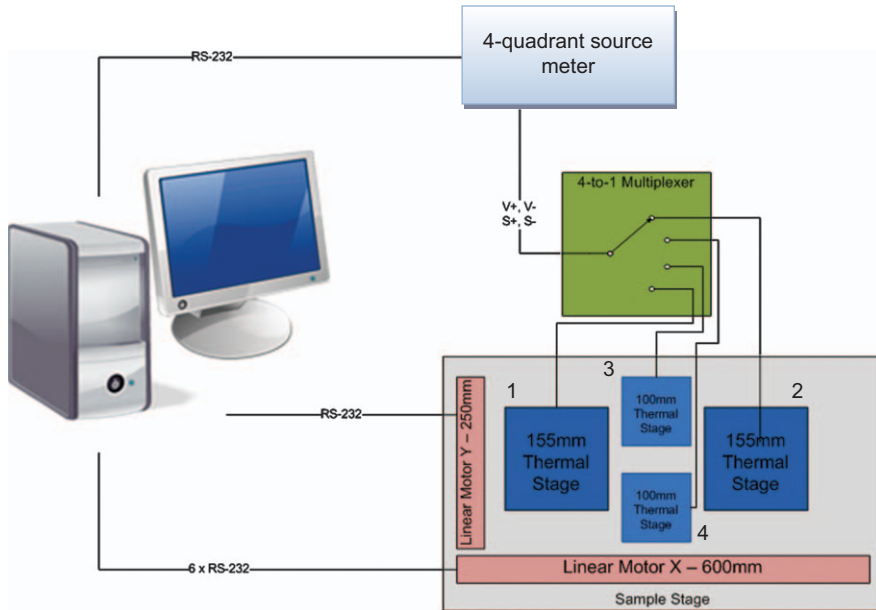 4-quadrant source
meter
RS-232
4-to-1 Multiplexer
V+, V-
S+, S-
1
3
2
100mm
Thermal
Stage
155mm
Thermal
Stage
155mm
Thermal
Stage
RS-232
Linear Motor Y – 250mm
100mm
Thermal
Stage
4
6 x RS-232
Linear Motor X – 600mm
Sample Stage